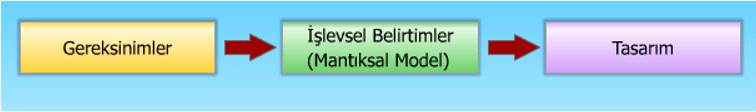 Gereksinimler
İşlevsel Belirtimler
(Mantıksal Model)
Tasarım